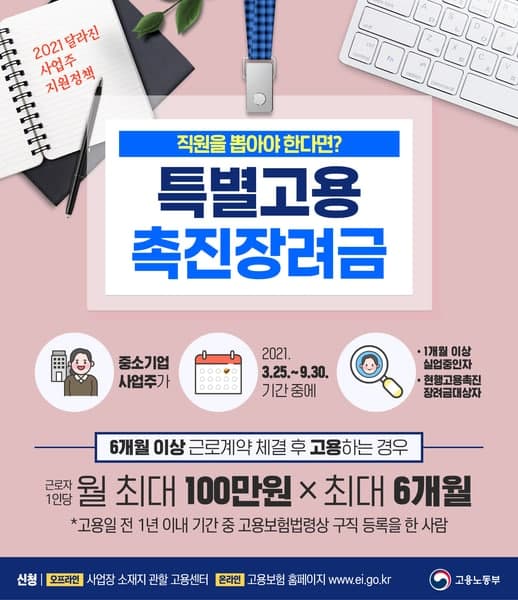 2021 달라진
사업주
지원정책
직원을 뽑아야 한다면?
특별고용
촉진장려금
중소기업
사업주가
2021.
3.25.~9.30.
기간 중에
• 1개월 이상
실업중인자
• 현행고용촉진
장려금대상자
6개월 이상 근로계약 체결 후 고용하는 경우
근로자
1인당
월 최대 100만원 × 최대 6개월
*고용일 전 1년 이내 기간 중 고용보험법령상 구직 등록을 한 사람
신청 | 오프라인 사업장 소재지 관할 고용센터 온라인 고용보험 홈페이지 www.ei.go.kr
고용노동부